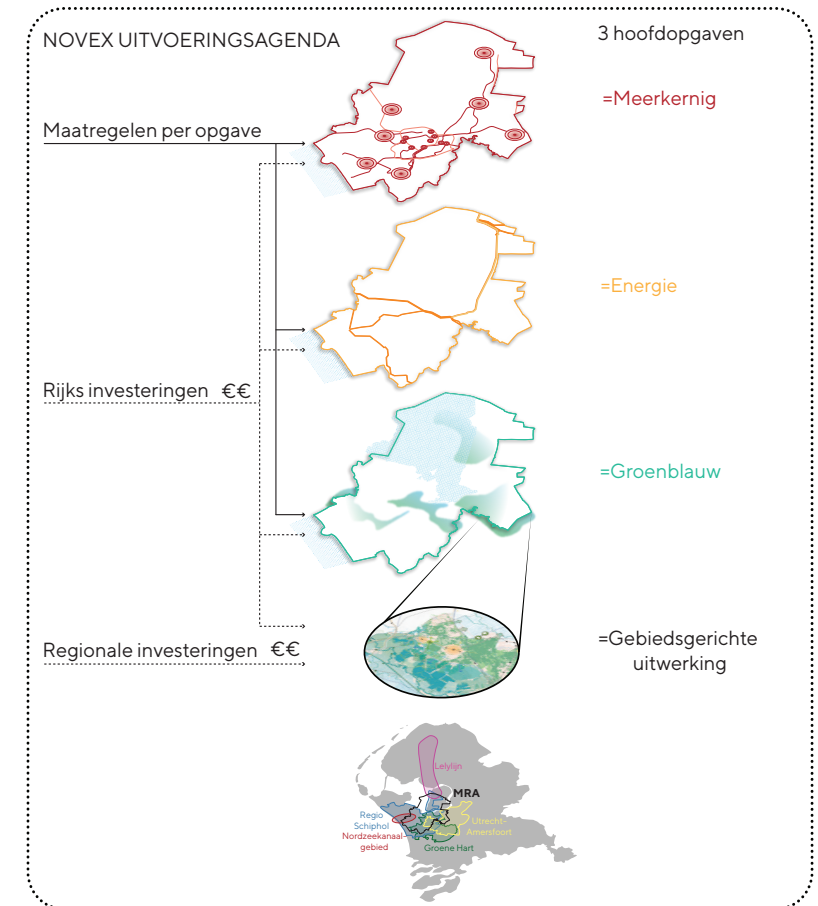 NOVEX UITVOERINGSAGENDA
3 hoofdopgaven
=Meerkernig
Maatregelen per opgave
=Energie
Rijks investeringen €€
=Groenblauw
Regionale investeringen €€
=Gebiedsgerichte
uitwerking
Lelylijn
MRA
Regio
Schiphol
Nordzeekanaal-
gebied
Utrecht-
Amersfoort
Groene Hart